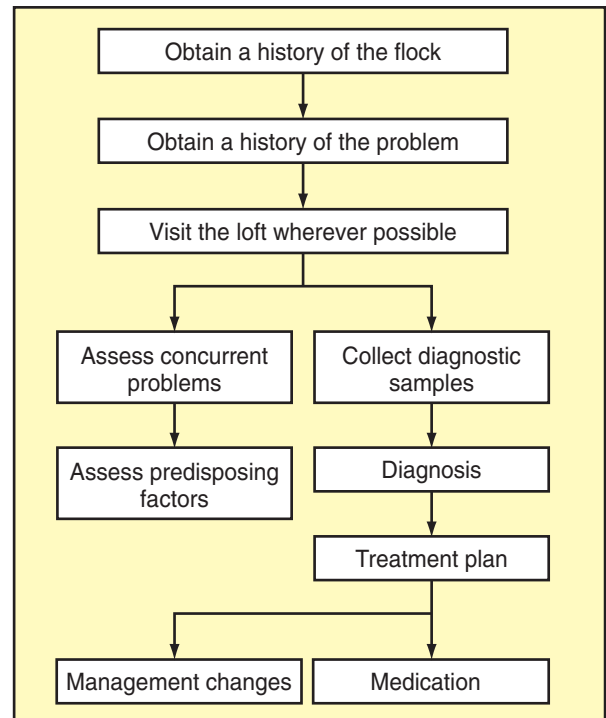 Obtain a history of the flock
Obtain a history of the problem
Visit the loft wherever possible
Assess concurrent
problems
Collect diagnostic
samples
Assess predisposing
factors
Diagnosis
Treatment plan
Management changes
Medication